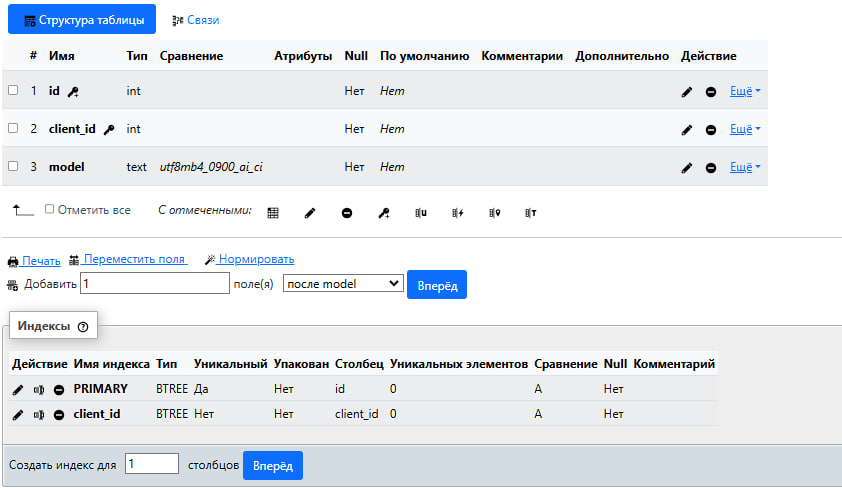 Структура таблицы Связи
# Имя Тип Сравнение Атрибуты Null По умолчанию Комментарии Дополнительно Действие
1 id int Нет Нет Ещё
2 client_id int Нет Нет Ещё
3 model text utf8mb4_0900_ai_ci Нет Нет Ещё
Отметить все С отмеченными:
Печать Переместить поля Нормировать
Добавить 1 поле(я) после model Вперёд
Индексы
Действие Имя индекса Тип Уникальный Упакован Столбец Уникальных элементов Сравнение Null Комментарий
PRIMARY BTREE Да Нет id 0 A Нет
client_id BTREE Нет Нет client_id 0 A Нет
Создать индекс для 1 столбцов Вперёд